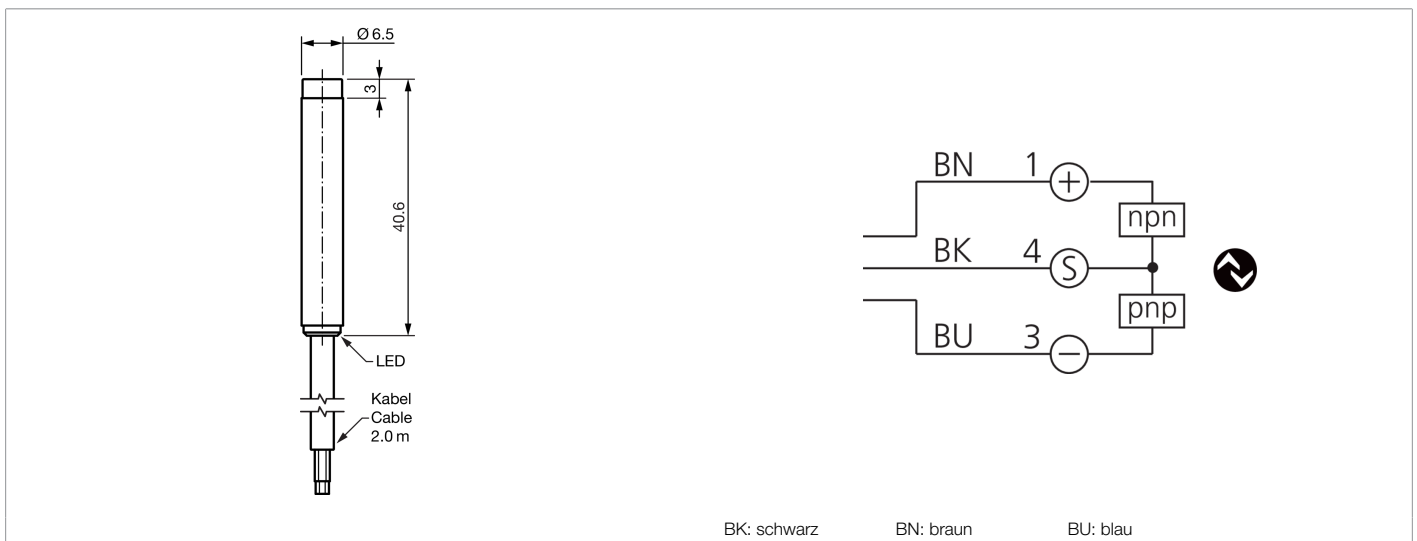 Ø 6.5
3
40.6
LED
Kabel
Cable
2.0 m
BN 1 +
npn
BK 4 S
pnp
BU 3 −
BK: schwarz BN: braun BU: blau